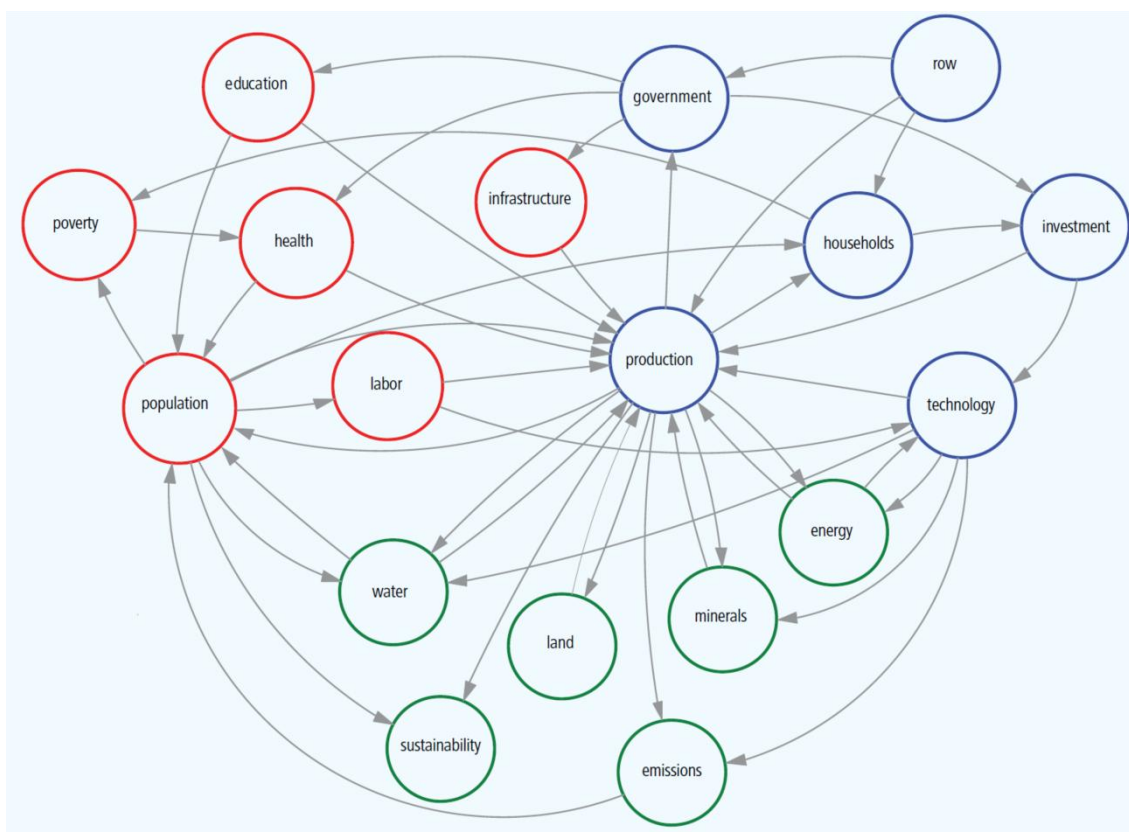 row
education
government
infrastructure
poverty
health
households
investment
production
labor
population
technology
energy
water
minerals
land
sustainability
emissions